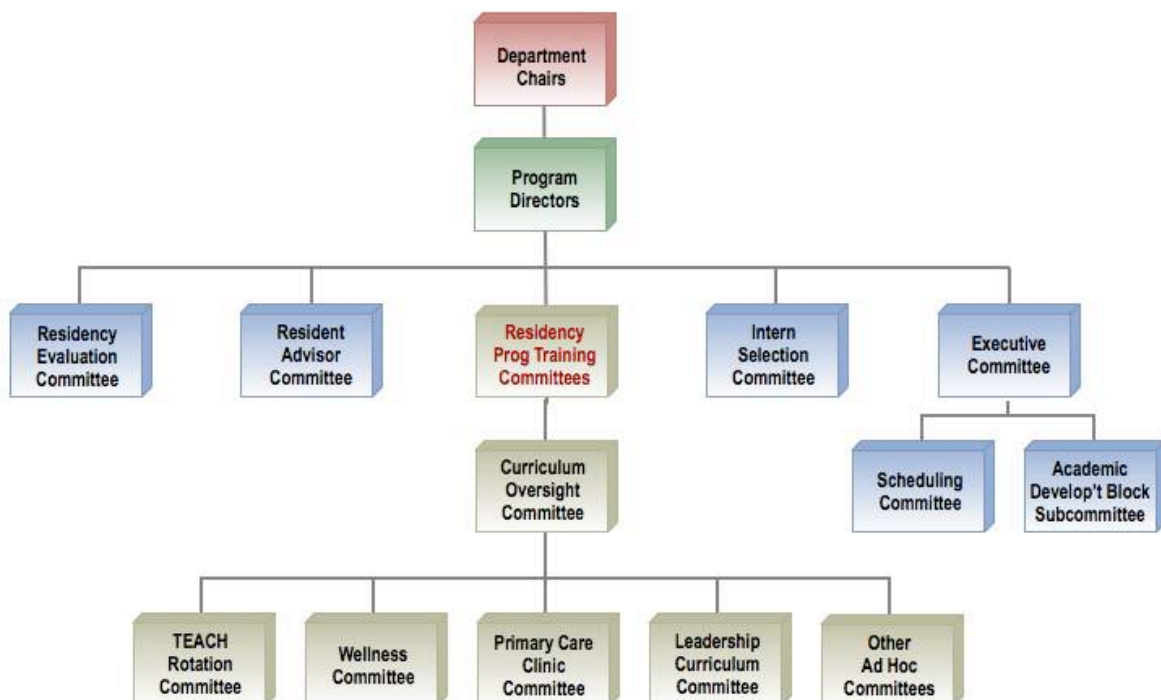 Department
Chairs
Program
Directors
Residency
Evaluation
Committee
Resident
Advisor
Committee
Residency
Prog Training
Committees
Intern
Selection
Committee
Executive
Committee
Curriculum
Oversight
Committee
Scheduling
Committee
Academic
Develop't Block
Subcommittee
TEACH
Rotation
Committee
Wellness
Committee
Primary Care
Clinic
Committee
Leadership
Curriculum
Committee
Other
Ad Hoc
Committees